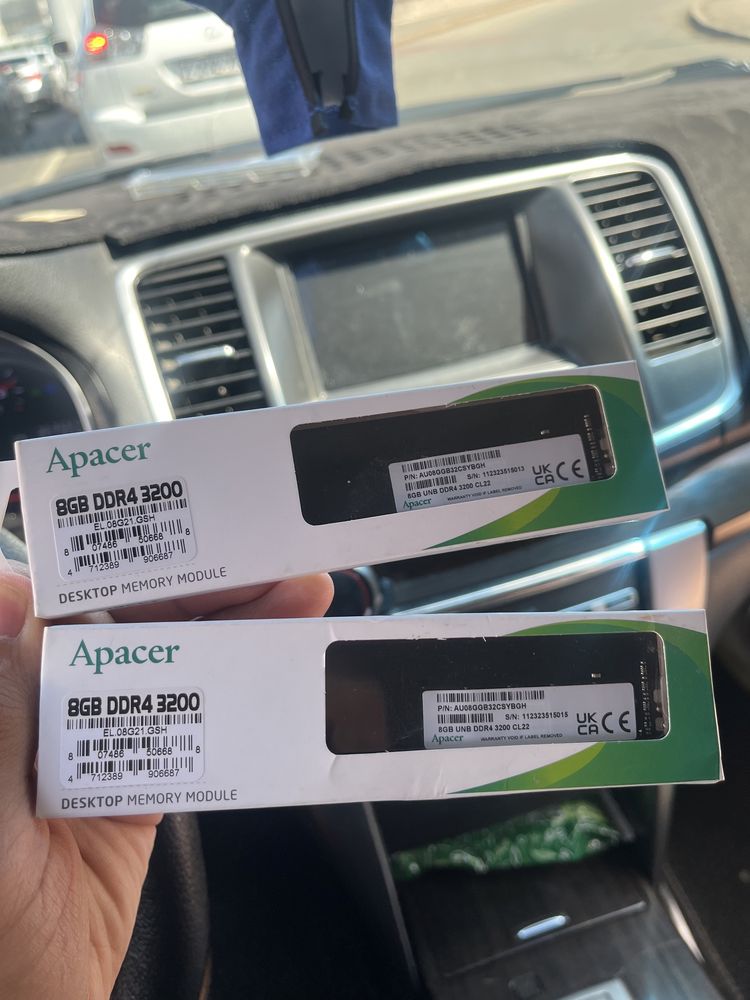 Apacer
8GB DDR4 3200
EL.08G21.GSH
8 07486 50668 8
4 712389 906687
DESKTOP MEMORY MODULE
P/N: AU08GGB32CSYBGH
S/N: 112323515013
8GB UNB DDR4 3200 CL22
Apacer WARRANTY VOID IF LABEL REMOVED
UK
CA CE
Apacer
8GB DDR4 3200
EL.08G21.GSH
8 07486 50668 8
4 712389 906687
DESKTOP MEMORY MODULE
P/N: AU08GGB32CSYBGH
S/N: 112323515015
8GB UNB DDR4 3200 CL22
Apacer WARRANTY VOID IF LABEL REMOVED
UK
CA CE